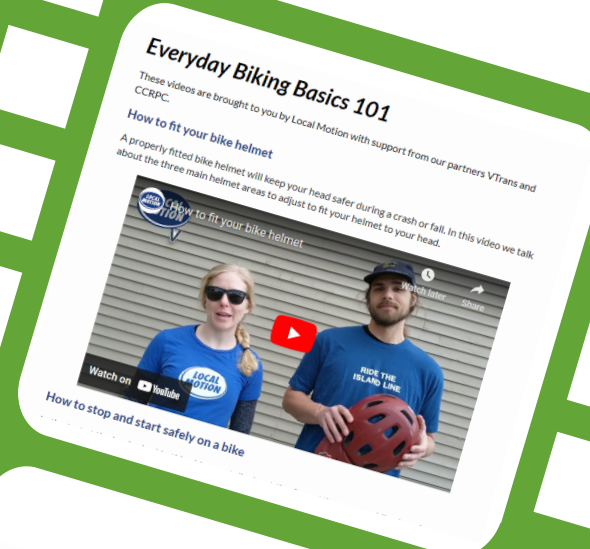 Everyday Biking Basics 101
These videos are brought to you by Local Motion with support from our partners VTrans and
CCRPC.
How to fit your bike helmet
A properly fitted bike helmet will keep your head safer during a crash or fall. In this video we talk
about the three main helmet areas to adjust to fit your helmet to your head.
LOCAL MOTION
How to fit your bike helmet
Watch later
Share
LOCAL
MOTION
RIDE THE
ISLAND LINE
Watch on YouTube
How to stop and start safely on a bike